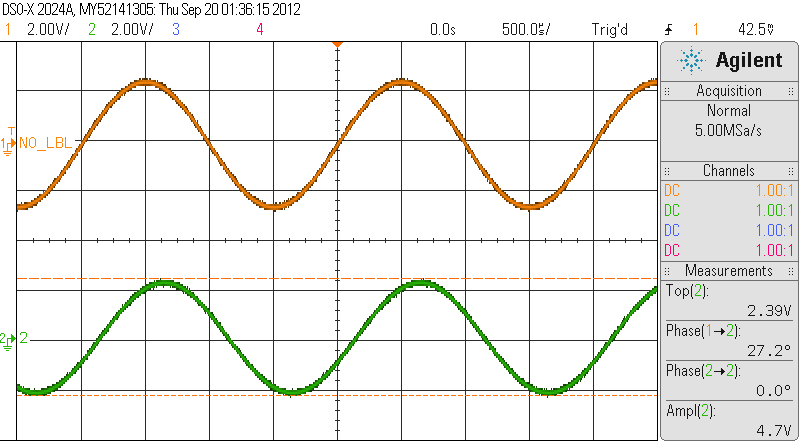 DSO-X 2024A, MY52141305: Thu Sep 20 01:36:15 2012
1 2.00V/ 2 2.00V/ 3 4 0.0s 500.0µs/ Trig'd 1 42.5mV
Agilent
Acquisition
Normal
5.00MSa/s
Channels
DC 1.00:1
DC 1.00:1
DC 1.00:1
DC 1.00:1
Measurements
Top(2):
2.39V
Phase(1→2):
27.2°
Phase(2→2):
0.0°
Ampl(2):
4.7V
T
1 NO_LBL
2 2